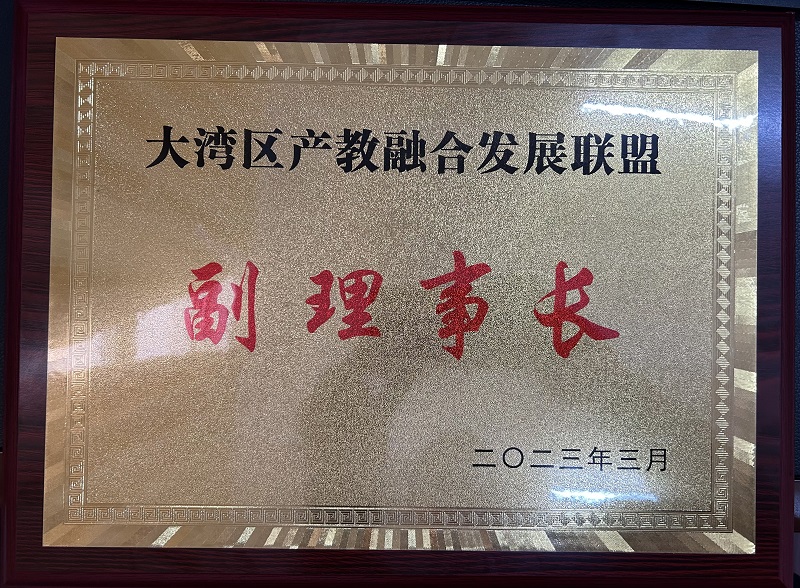 大湾区产教融合发展联盟
副理事长
二〇二三年三月